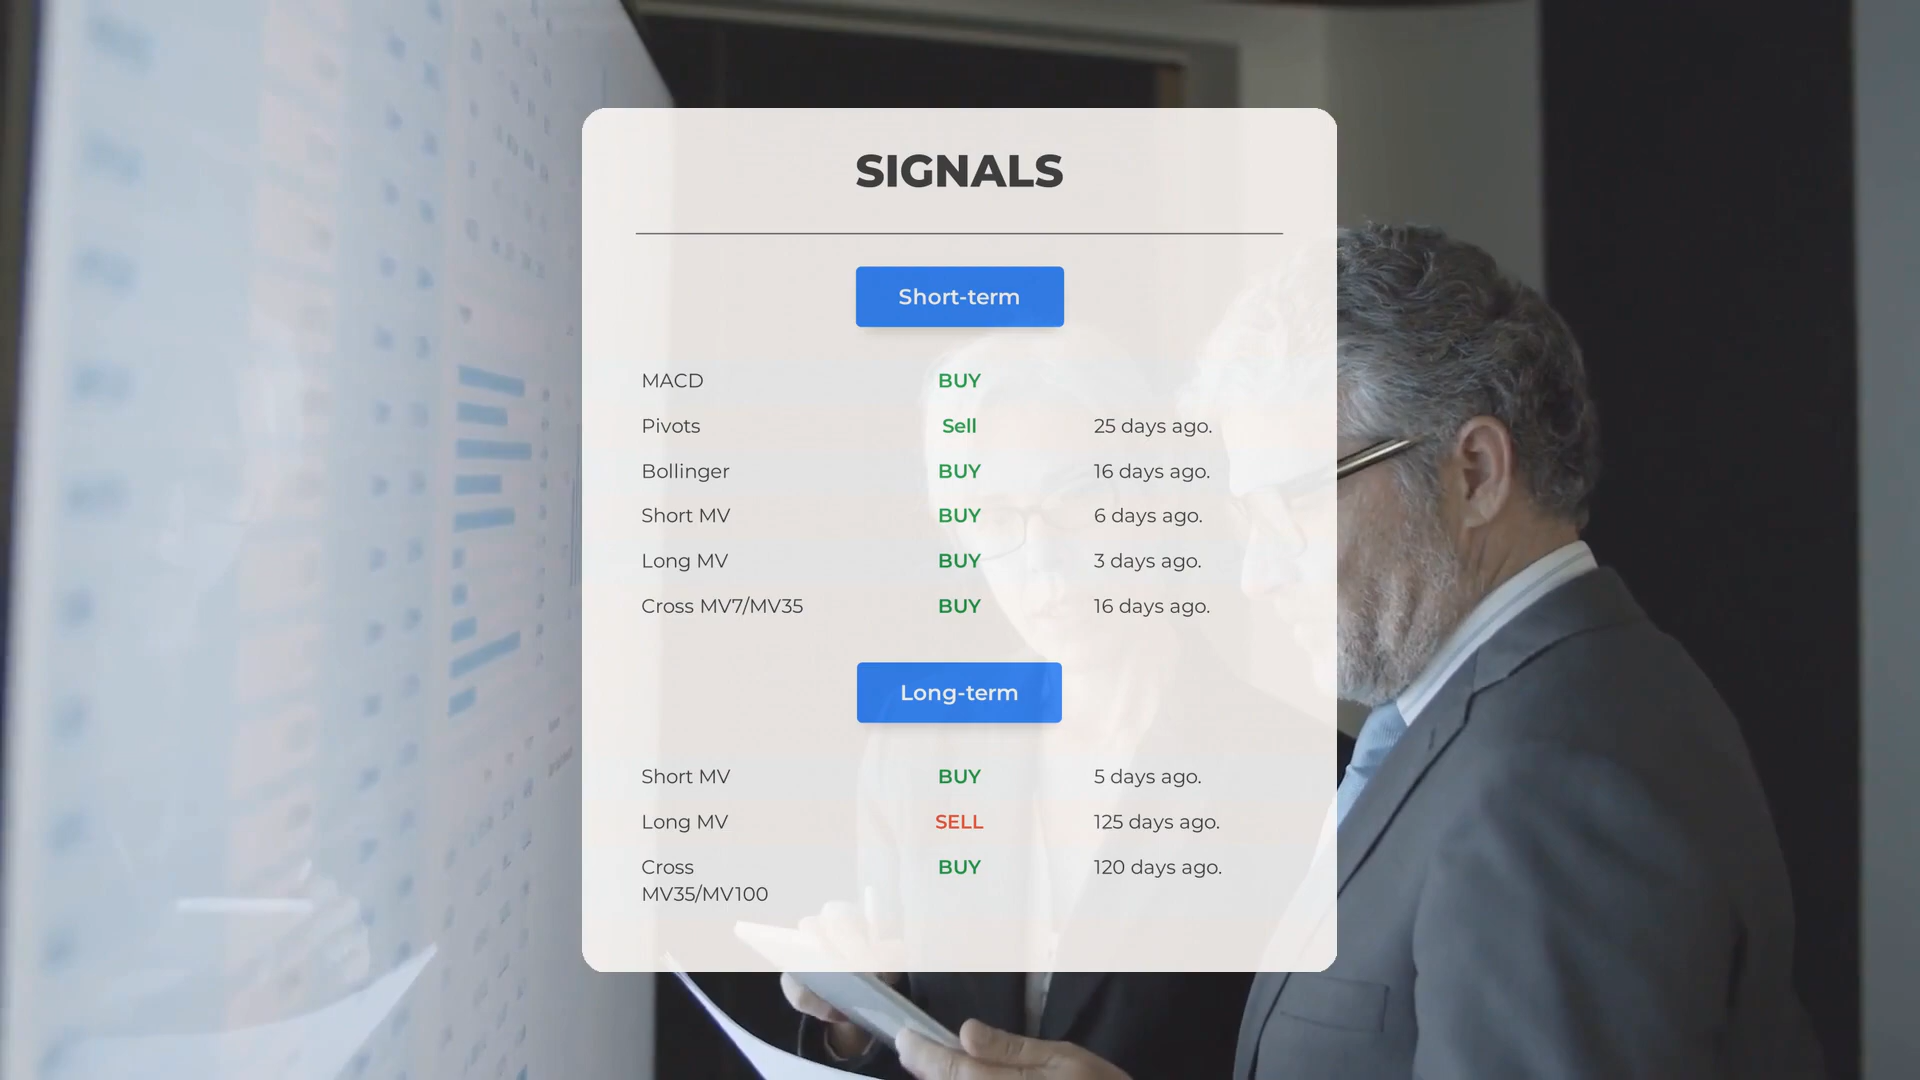 SIGNALS
Short-term
MACD BUY
Pivots Sell 25 days ago.
Bollinger BUY 16 days ago.
Short MV BUY 6 days ago.
Long MV BUY 3 days ago.
Cross MV7/MV35 BUY 16 days ago.
Long-term
Short MV BUY 5 days ago.
Long MV SELL 125 days ago.
Cross BUY 120 days ago.
MV35/MV100